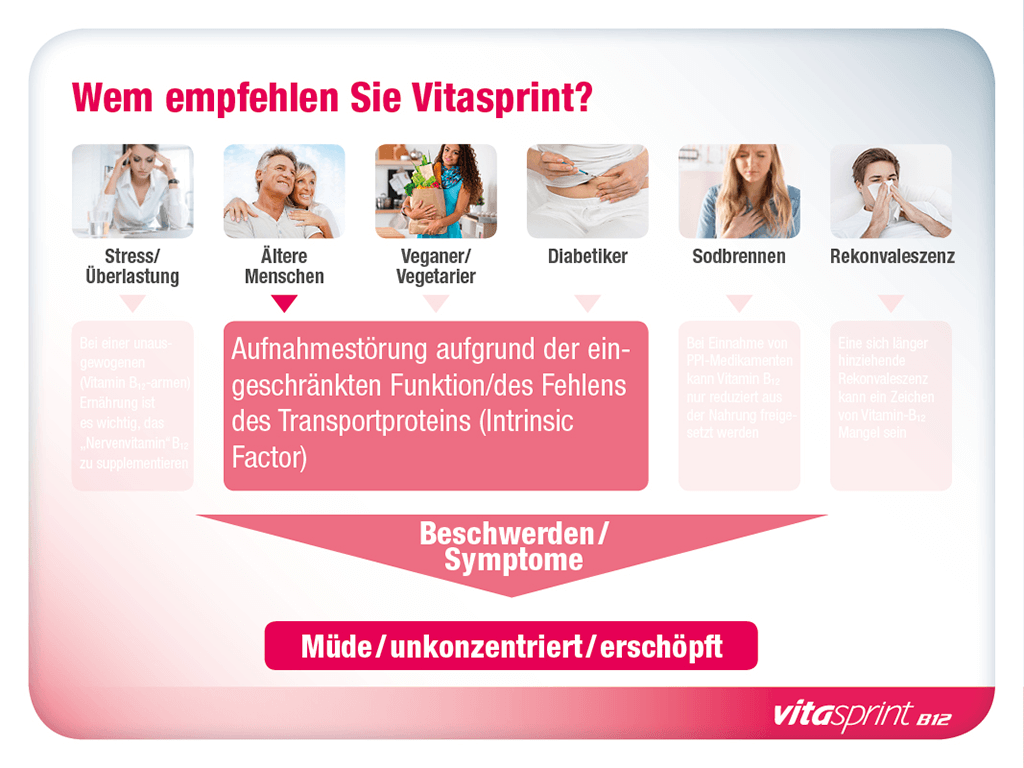 Wem empfehlen Sie Vitasprint?
Stress/
Überlastung
Ältere
Menschen
Veganer/
Vegetarier
Diabetiker
Sodbrennen
Rekonvaleszenz
Bei einer unaus-
gewogenen
(Vitamin B₁₂-armen)
Ernährung ist
es wichtig, das
„Nervenvitamin“ B₁₂
zu supplementieren
Aufnahmestörung aufgrund der ein-
geschränkten Funktion/des Fehlens
des Transportproteins (Intrinsic
Factor)
Bei Einnahme von
PPI-Medikamenten
kann Vitamin B₁₂
nur reduziert aus
der Nahrung freige-
setzt werden
Eine sich länger
hinziehende
Rekonvaleszenz
kann ein Zeichen
von Vitamin-B₁₂
Mangel sein
Beschwerden/
Symptome
Müde/unkonzentriert/erschöpft
vitasprint B12